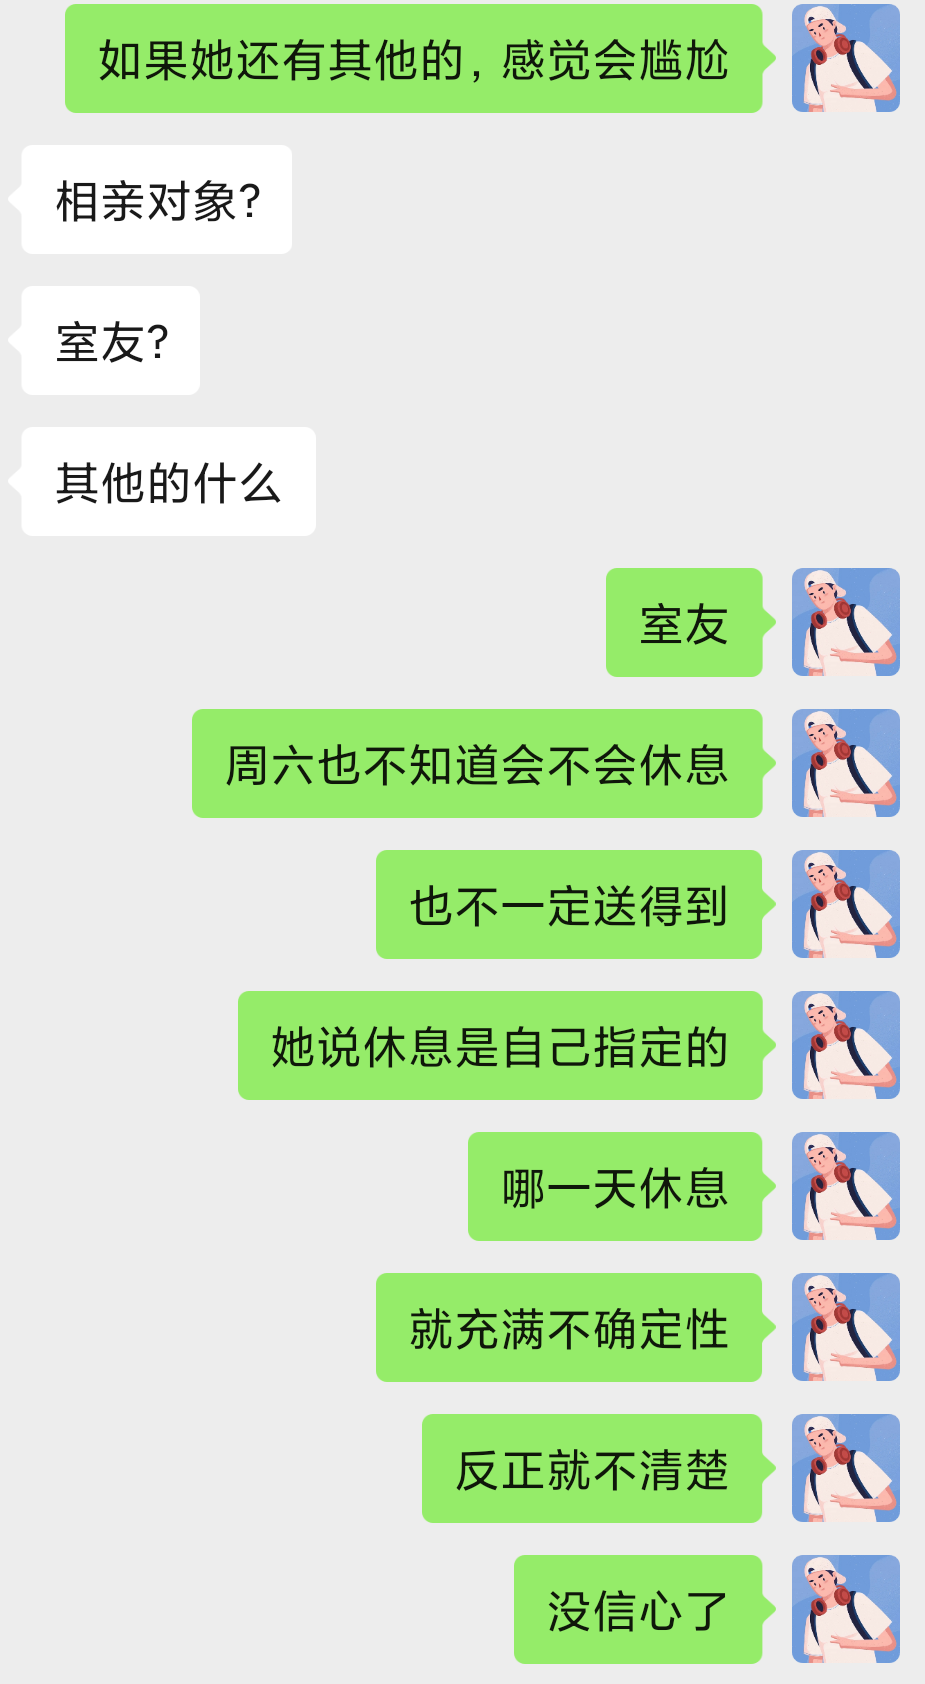 如果她还有其他的，感觉会尴尬
相亲对象?
室友?
其他的什么
室友
周六也不知道会不会休息
也不一定送得到
她说休息是自己指定的
哪一天休息
就充满不确定性
反正就不清楚
没信心了